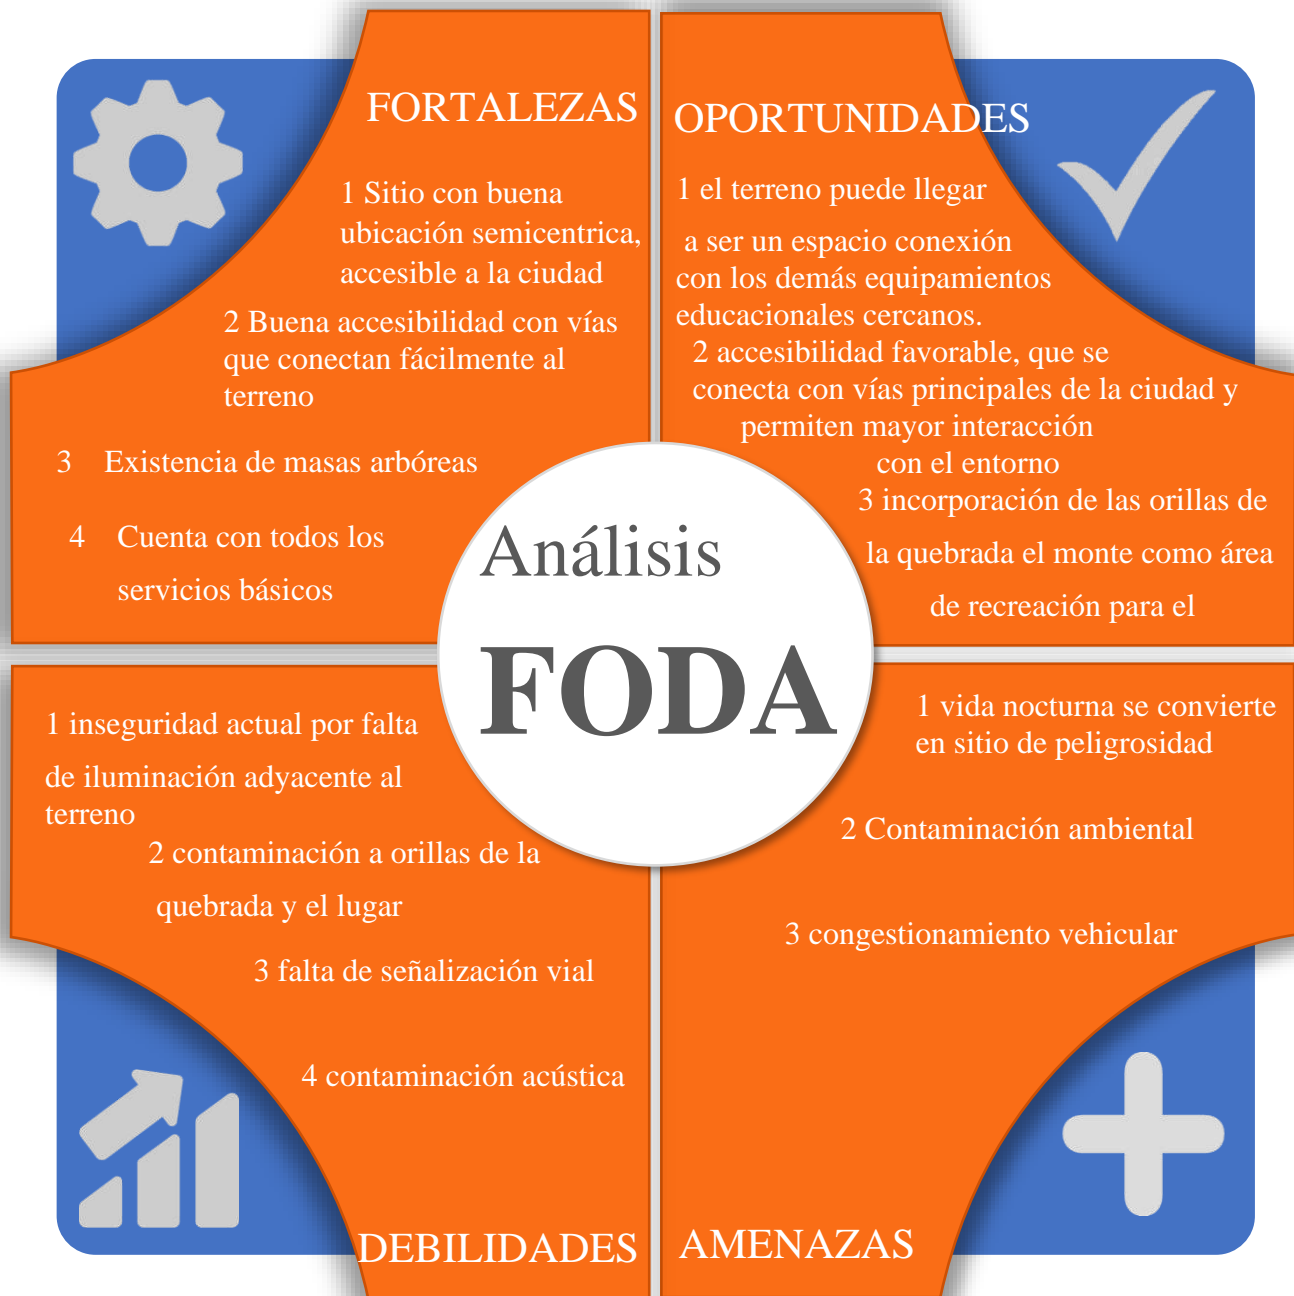 FORTALEZAS
1 Sitio con buena
ubicación semicentrica,
accesible a la ciudad
2 Buena accesibilidad con vías
que conectan fácilmente al
terreno
3 Existencia de masas arbóreas
4 Cuenta con todos los
servicios básicos
OPORTUNIDADES
1 el terreno puede llegar
a ser un espacio conexión
con los demás equipamientos
educacionales cercanos.
2 accesibilidad favorable, que se
conecta con vías principales de la ciudad y
permiten mayor interacción
con el entorno
3 incorporación de las orillas de
la quebrada el monte como área
de recreación para el
Análisis
FODA
1 inseguridad actual por falta
de iluminación adyacente al
terreno
2 contaminación a orillas de la
quebrada y el lugar
3 falta de señalización vial
4 contaminación acústica
DEBILIDADES
1 vida nocturna se convierte
en sitio de peligrosidad
2 Contaminación ambiental
3 congestionamiento vehicular
AMENAZAS